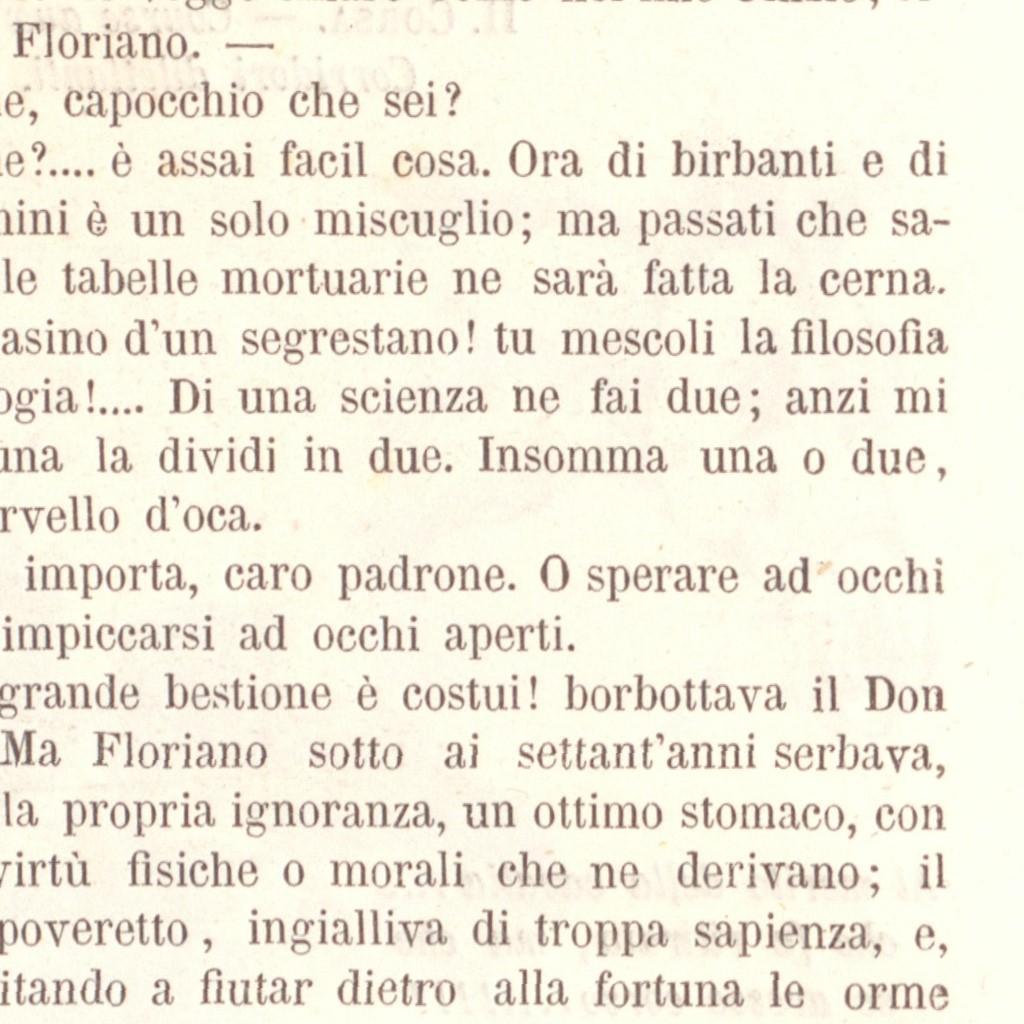 Floriano. —
e, capocchio che sei?
e?.... è assai facil cosa. Ora di birbanti e di
nini è un solo miscuglio; ma passati che sa-
le tabelle mortuarie ne sarà fatta la cerna.
asino d'un segrestano! tu mescoli la filosofia
ogia!.... Di una scienza ne fai due; anzi mi
una la dividi in due. Insomma una o due,
rvello d'oca.
importa, caro padrone. O sperare ad occhi
impiccarsi ad occhi aperti.
grande bestione è costui! borbottava il Don
Ma Floriano sotto ai settant'anni serbava,
la propria ignoranza, un ottimo stomaco, con
virtù fisiche o morali che ne derivano; il
poveretto, ingialliva di troppa sapienza, e,
itando a fiutar dietro alla fortuna le orme